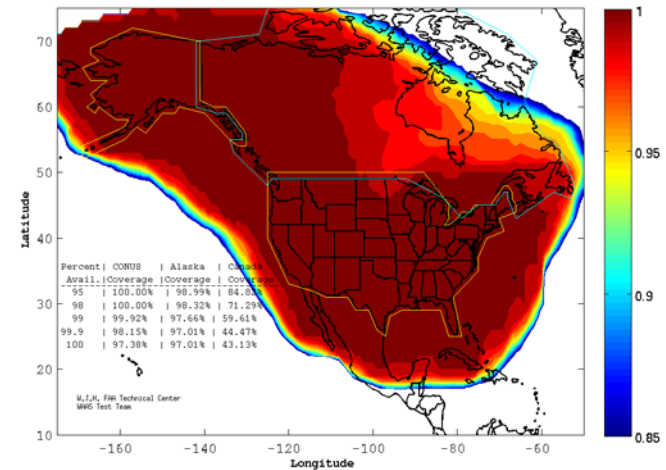 75
70
60
50
40
30
20
10
Latitude
-160
-140
-120
-100
-80
-60
Longitude
1
0.95
0.9
0.85
Percent| CONUS | Alaska | Canada
Avail.|Coverage |Coverage | Coverage
95 | 100.00% | 98.99%| 84.82%
98 | 100.00% | 98.32%| 71.29%
99 | 99.92% | 97.66%| 59.61%
99.9 | 98.15% | 97.01%| 44.47%
100 | 97.38% | 97.01%| 43.13%
W.J.H, FAA Technical Center
WAAS Test Team